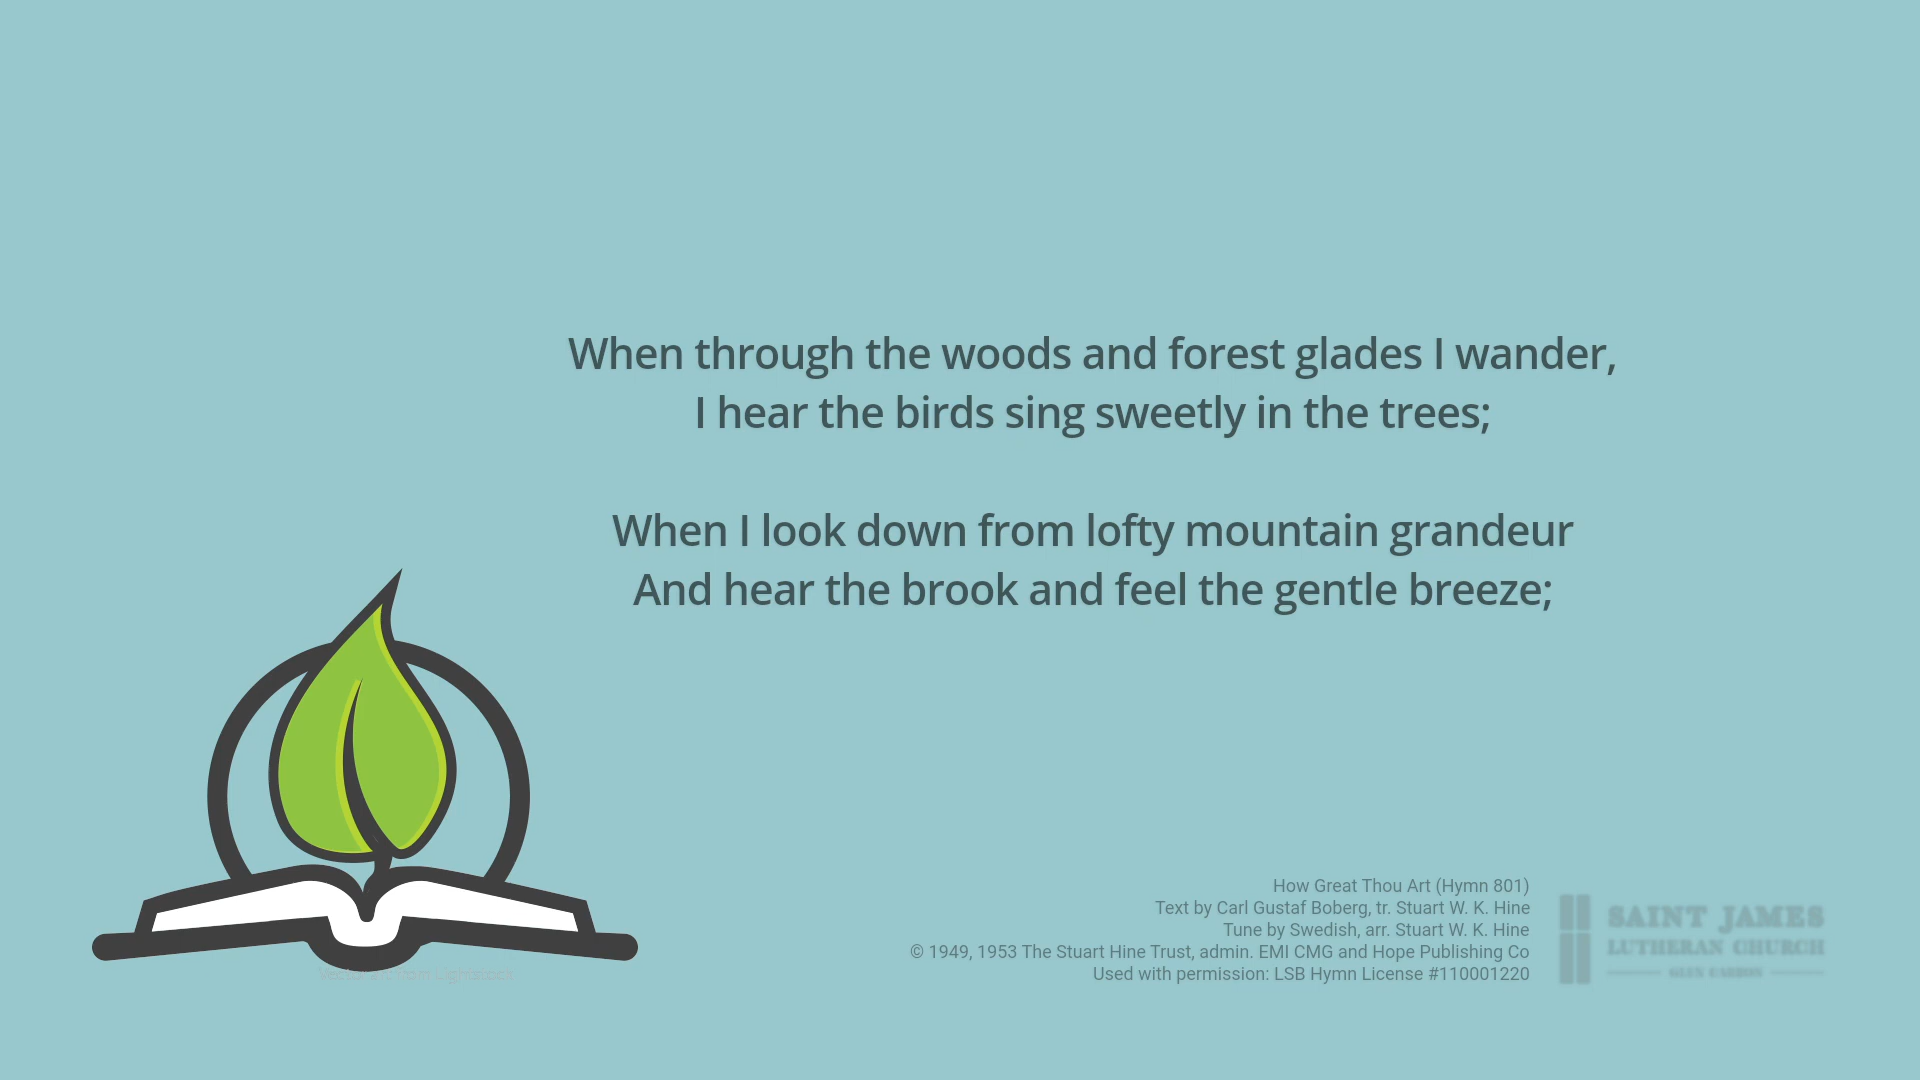 When through the woods and forest glades I wander,
I hear the birds sing sweetly in the trees;
When I look down from lofty mountain grandeur
And hear the brook and feel the gentle breeze;
How Great Thou Art (Hymn 801)
Text by Carl Gustaf Boberg, tr. Stuart W. K. Hine
Tune by Swedish, arr. Stuart W. K. Hine
© 1949, 1953 The Stuart Hine Trust, admin. EMI CMG and Hope Publishing Co
Used with permission: LSB Hymn License #110001220
SAINT JAMES
LUTHERAN CHURCH
GLEN CARBON